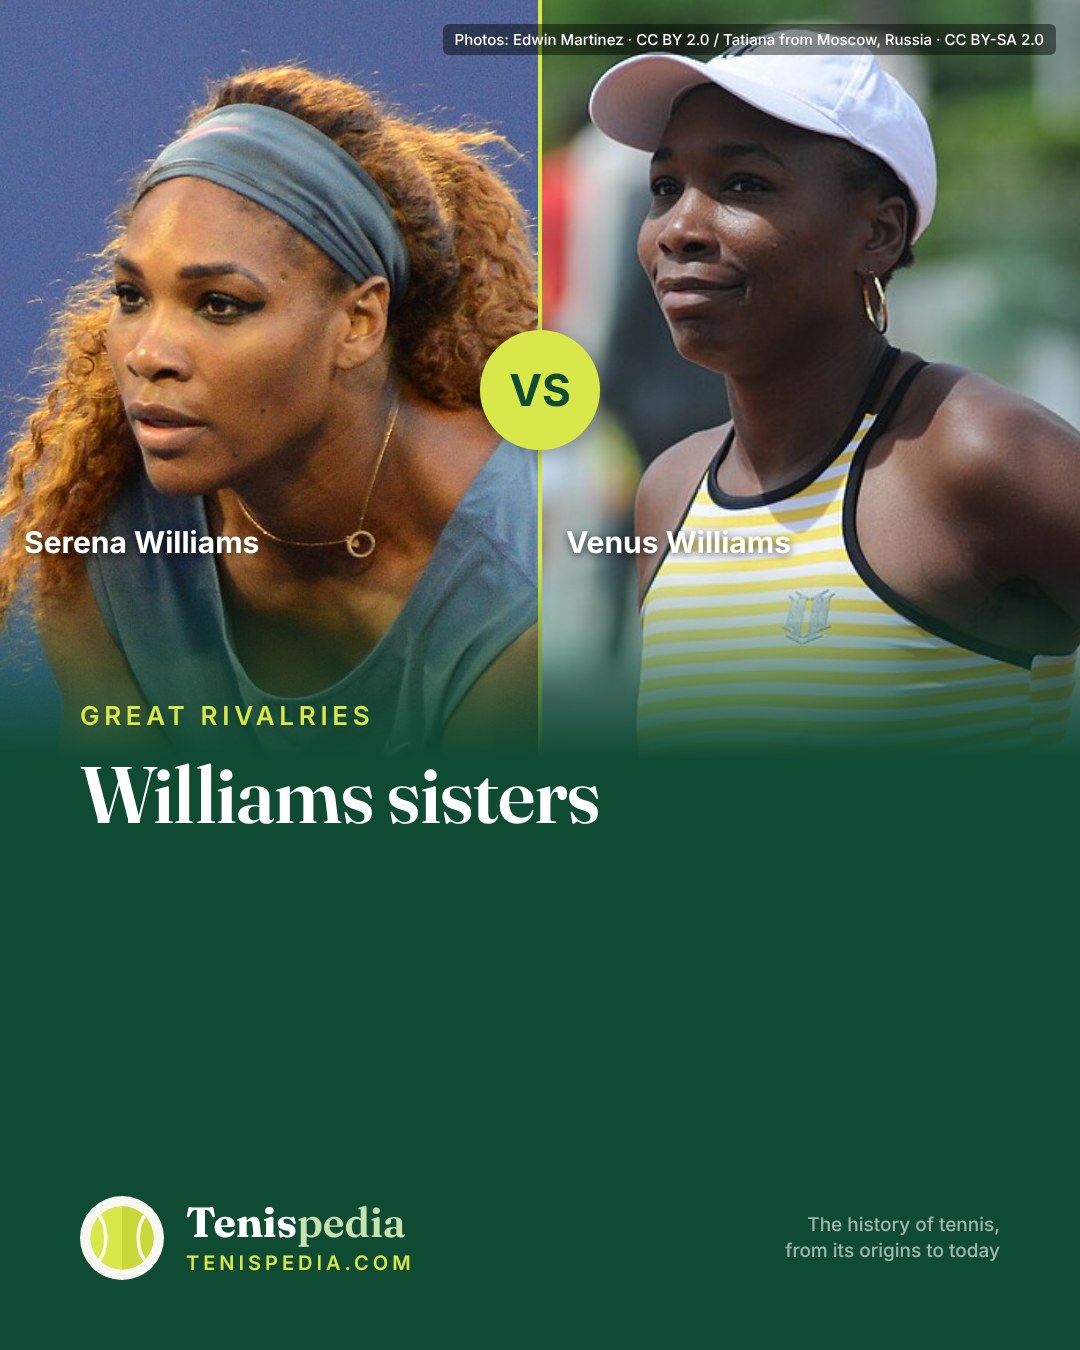 Photos: Edwin Martinez · CC BY 2.0 / Tatiana from Moscow, Russia · CC BY-SA 2.0
VS
Serena Williams
Venus Williams
GREAT RIVALRIES
Williams sisters
Tenispedia
TENISPEDIA.COM
The history of tennis,
from its origins to today